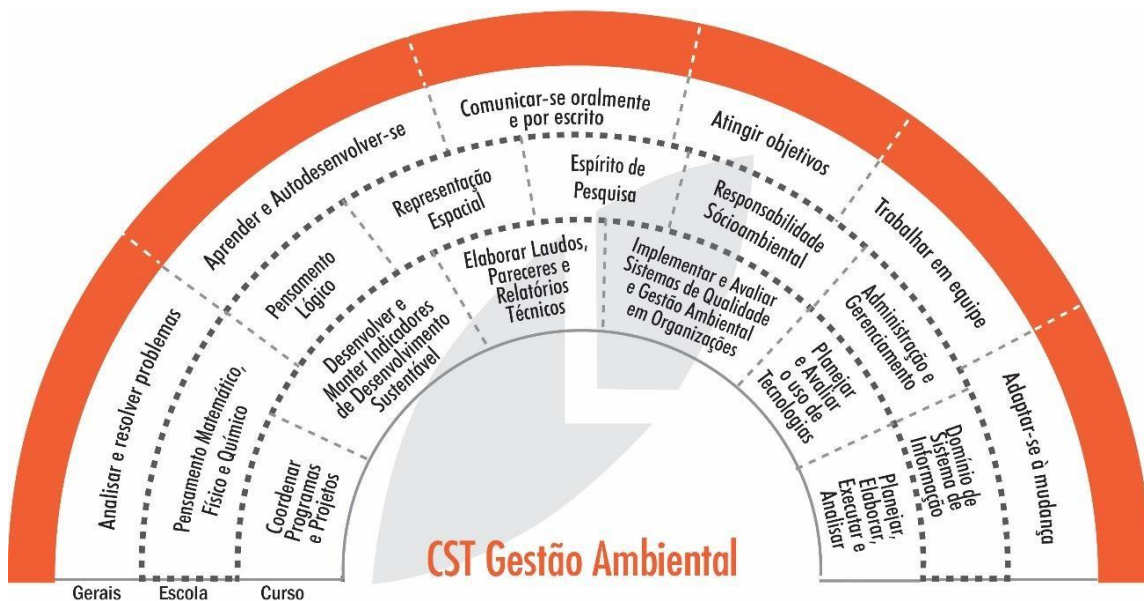 Analisar e resolver problemas
Aprender e Autodesenvolver-se
Comunicar-se oralmente
e por escrito
Atingir objetivos
Trabalhar em equipe
Adaptar-se à mudança
Pensamento Matemático,
Físico e Químico
Pensamento
Lógico
Representação
Espacial
Espírito de
Pesquisa
Responsabilidade
Sócioambiental
Administração e
Gerenciamento
Domínio de
Sistema de
Informação
Coordenar
Programas
e Projetos
Desenvolver e
Manter Indicadores
de Desenvolvimento
Sustentável
Elaborar Laudos,
Pareceres e
Relatórios
Técnicos
Implementar e Avaliar
Sistemas de Qualidade
e Gestão Ambiental
em Organizações
Planejar
e Avaliar
o uso de
Tecnologias
Planejar,
Elaborar,
Executar e
Analisar
CST Gestão Ambiental
Gerais
Escola
Curso